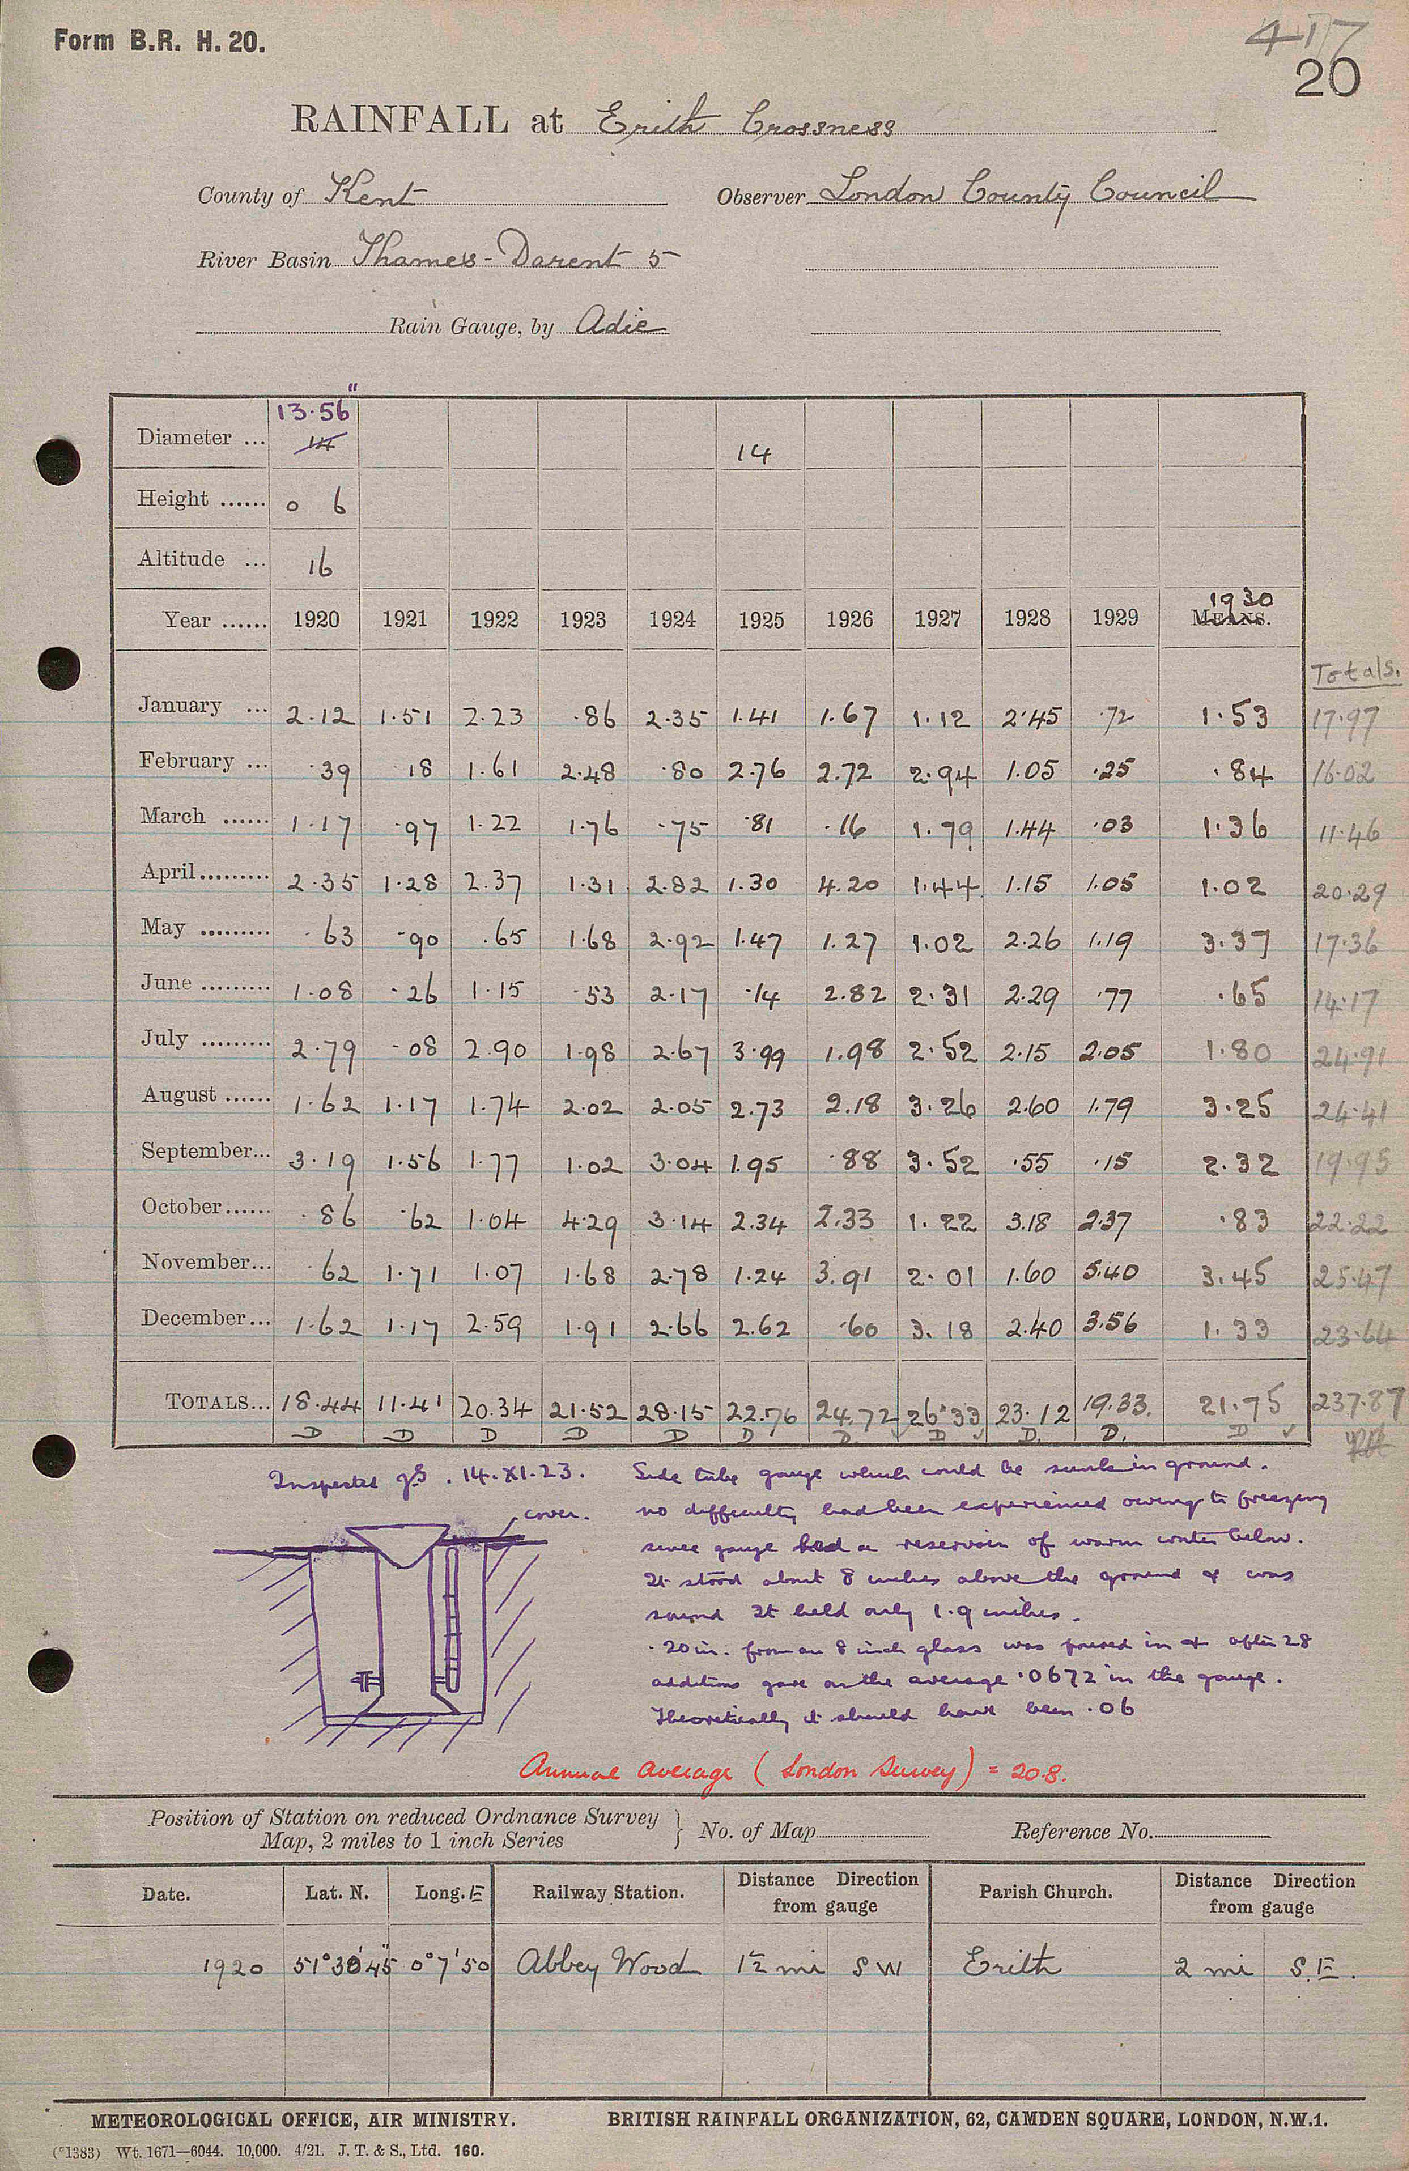 Form B.R. H. 20.
417
20
RAINFALL at Erith Crossness
County of Kent Observer London County Council
River Basin Thames - Darent 5
Rain Gauge, by Adie
Diameter ... 13.56" 14 14
Height ...... 0 6
Altitude ... 16
Year ...... 1920 1921 1922 1923 1924 1925 1926 1927 1928 1929 MEANS. 1930
Totals.
January ... 2.12 1.51 2.23 .86 2.35 1.41 1.67 1.12 2.45 .72 1.53 17.97
February ... .39 .18 1.61 2.48 .80 2.76 2.72 2.94 1.05 .25 .84 16.02
March ...... 1.17 .97 1.22 1.76 .75 .81 .16 1.79 1.44 .03 1.36 11.46
April......... 2.35 1.28 2.37 1.31 2.82 1.30 4.20 1.44 1.15 1.05 1.02 20.29
May ......... .63 .90 .65 1.68 2.92 1.47 1.27 1.02 2.26 1.19 3.37 17.36
June ......... 1.08 .26 1.15 .53 2.17 .14 2.82 2.31 2.29 .77 .65 14.17
July ......... 2.79 .08 2.90 1.98 2.67 3.99 1.98 2.52 2.15 2.05 1.80 24.91
August ...... 1.62 1.17 1.74 2.02 2.05 2.73 2.18 3.26 2.60 1.79 3.25 24.41
September... 3.19 1.56 1.77 1.02 3.04 1.95 .88 3.52 .55 .15 2.32 19.95
October...... .86 .62 1.04 4.29 3.14 2.34 2.33 1.22 3.18 2.37 .83 22.22
November... .62 1.71 1.07 1.68 2.78 1.24 3.91 2.01 1.60 5.40 3.45 25.47
December... 1.62 1.17 2.59 1.91 2.66 2.62 .60 3.18 2.40 3.56 1.33 23.64
TOTALS... 18.44 11.41 20.34 21.52 28.15 22.76 24.72 26.33 23.12 19.33. 21.75 237.87
D D D D D D D. D D. D. D
Inspected . 14.XI.23. Side tube gauge which could be sunk in ground.
cover. no difficulty had been experienced owing to freezing
since gauge had a reservoir of warm water below.
It stood about 8 inches above the ground & was
sound It held only 1.9 inches.
.20in. from an 8 inch glass was poured in & after 28
additions gave on the average .0672 in the gauge.
Theoretically it should have been .06
Annual average (London Survey) = 20.8.
Position of Station on reduced Ordnance Survey
Map, 2 miles to 1 inch Series } No. of Map Reference No.
Date. Lat. N. Long. E Railway Station. Distance Direction from gauge Parish Church. Distance Direction from gauge
1920 51°30'45" 0°7'50 Abbey Wood 1½ mi SW Erith 2 mi S.E.
METEOROLOGICAL OFFICE, AIR MINISTRY. BRITISH RAINFALL ORGANIZATION, 62, CAMDEN SQUARE, LONDON, N.W.1.
(*1383) Wt. 1671—6044. 10,000. 4/21. J. T. & S., Ltd. 160.